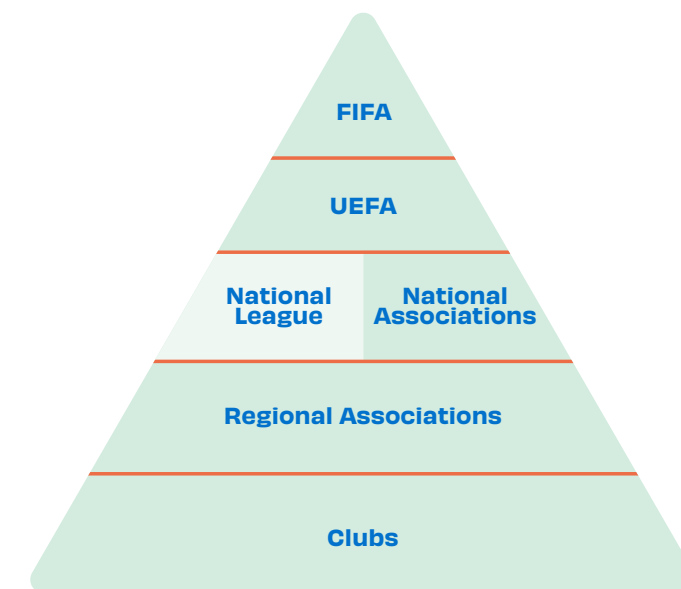 FIFA
UEFA
National
League
National
Associations
Regional Associations
Clubs